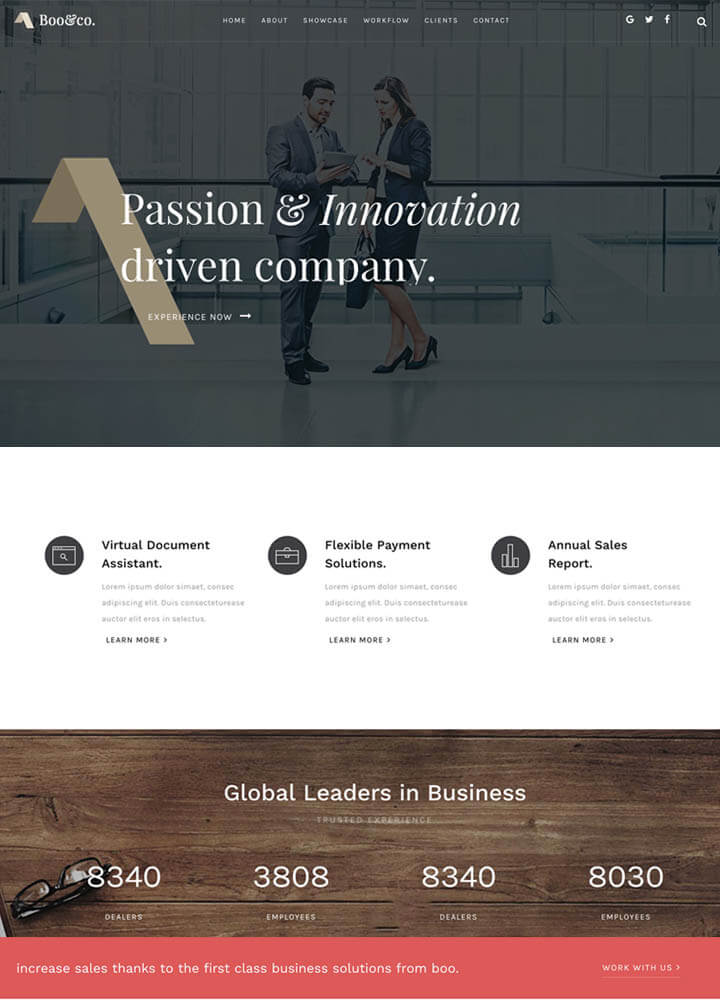 Boo&co.
HOME ABOUT SHOWCASE WORKFLOW CLIENTS CONTACT
Passion & Innovation
driven company.
EXPERIENCE NOW
Virtual Document
Assistant.
Lorem ipsum dolor simaet, consec
adipiscing elit. Duis consecteturease
auctor elit eros in selectus.
LEARN MORE >
Flexible Payment
Solutions.
Lorem ipsum dolor simaet, consec
adipiscing elit. Duis consecteturease
auctor elit eros in selectus.
LEARN MORE >
Annual Sales
Report.
Lorem ipsum dolor simaet, consec
adipiscing elit. Duis consecteturease
auctor elit eros in selectus.
LEARN MORE >
Global Leaders in Business
TRUSTED EXPERIENCE
8340 3808 8340 8030
DEALERS EMPLOYEES DEALERS EMPLOYEES
increase sales thanks to the first class business solutions from boo.
WORK WITH US >